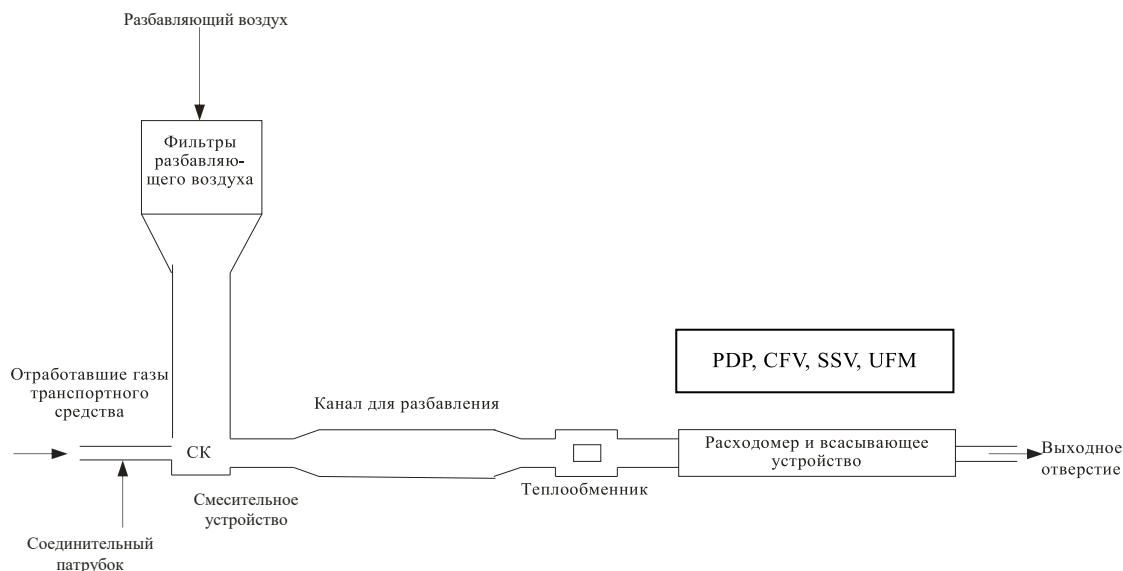 Разбавляющий воздух
Фильтры
разбавляю-
щего воздуха
PDP, CFV, SSV, UFM
Отработавшие газы
транспортного
средства
Канал для разбавления
СК
Расходомер и всасывающее
устройство
Выходное
отверстие
Теплообменник
Смесительное
устройство
Соединительный
патрубок